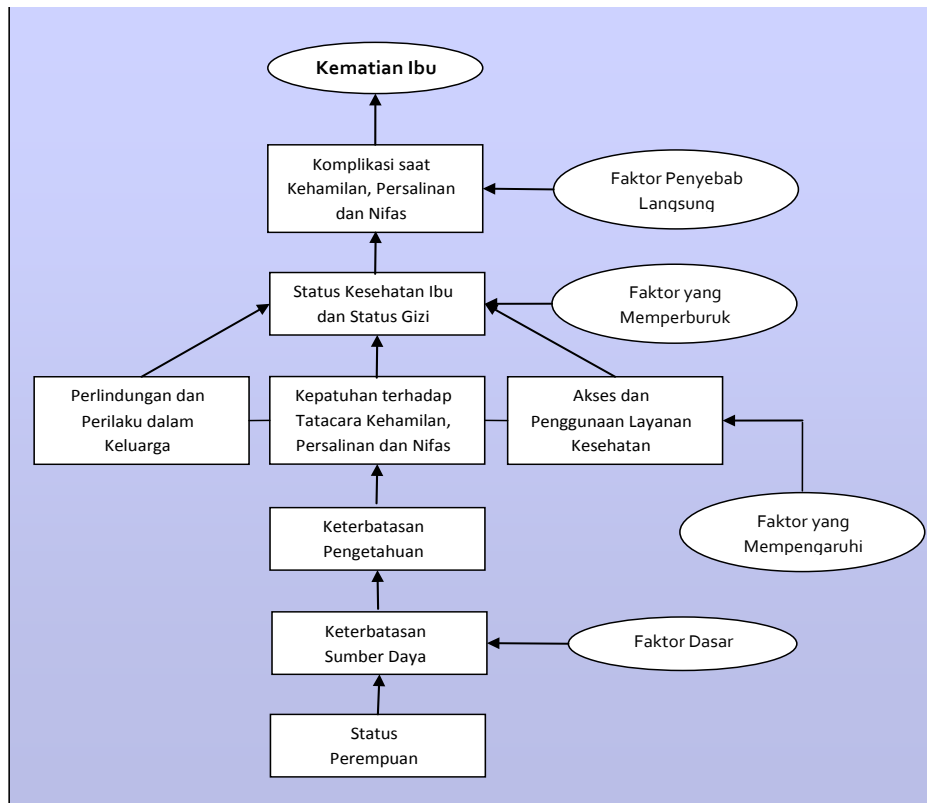 Kematian Ibu
Komplikasi saat
Kehamilan, Persalinan
dan Nifas
Faktor Penyebab
Langsung
Status Kesehatan Ibu
dan Status Gizi
Faktor yang
Memperburuk
Perlindungan dan
Perilaku dalam
Keluarga
Kepatuhan terhadap
Tatacara Kehamilan,
Persalinan dan Nifas
Akses dan
Penggunaan Layanan
Kesehatan
Keterbatasan
Pengetahuan
Faktor yang
Mempengaruhi
Keterbatasan
Sumber Daya
Faktor Dasar
Status
Perempuan